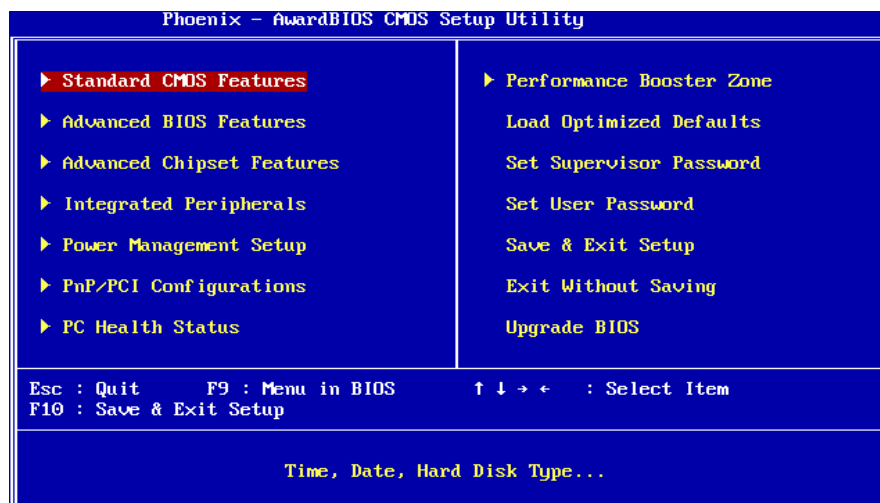 Phoenix - AwardBIOS CMOS Setup Utility
Standard CMOS Features
Advanced BIOS Features
Advanced Chipset Features
Integrated Peripherals
Power Management Setup
PnP/PCI Configurations
PC Health Status
Performance Booster Zone
Load Optimized Defaults
Set Supervisor Password
Set User Password
Save & Exit Setup
Exit Without Saving
Upgrade BIOS
Esc : Quit F9 : Menu in BIOS ↑ ↓ → ← : Select Item
F10 : Save & Exit Setup
Time, Date, Hard Disk Type...